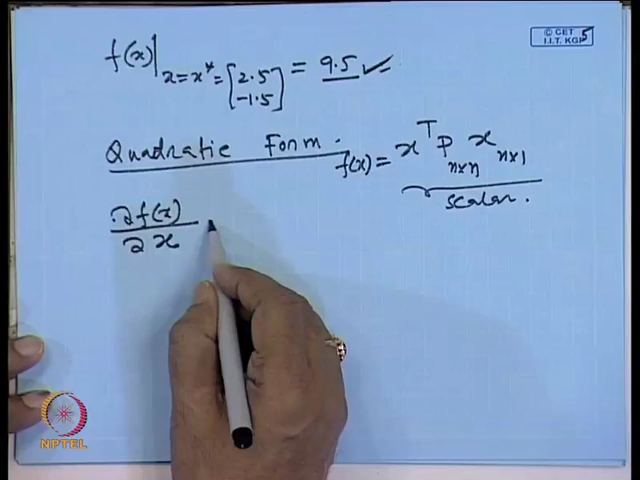 © CET
I.I.T. KGP
5
f(x)|x=x*=[2.5 -1.5] = 9.5 ✓
Quadratic Form.
f(x) = x^T P_{n×n} x_{n×1}
scalar.
∂f(x)
∂x
NPTEL